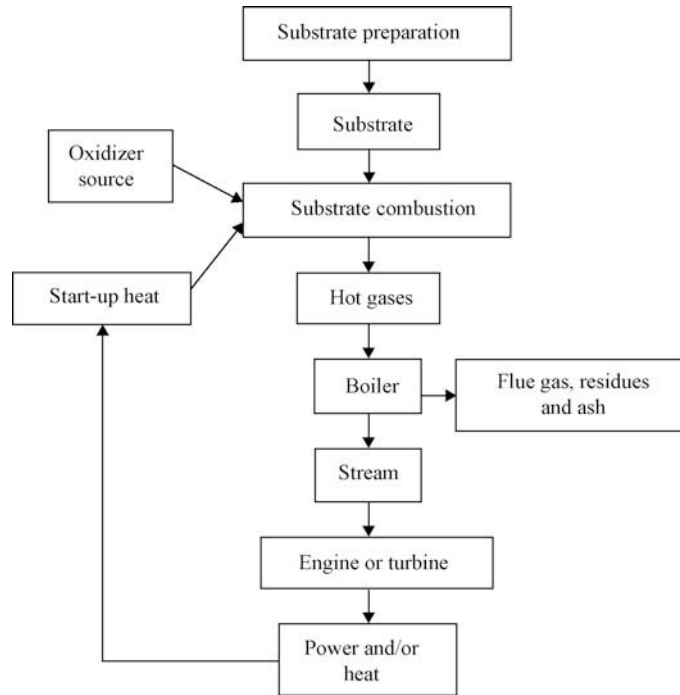 Substrate preparation
Substrate
Oxidizer
source
Substrate combustion
Start-up heat
Hot gases
Boiler
Flue gas, residues
and ash
Stream
Engine or turbine
Power and/or
heat